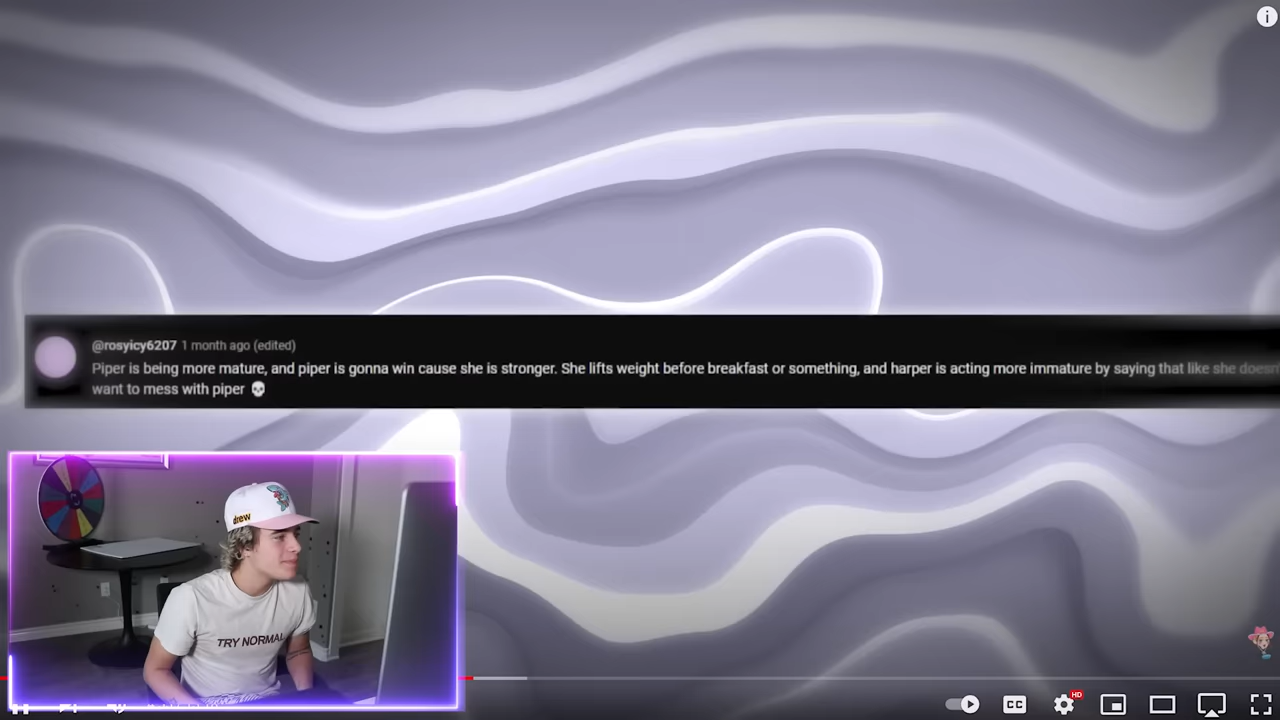 @rosyicy6207 1 month ago (edited)
Piper is being more mature, and piper is gonna win cause she is stronger. She lifts weight before breakfast or something, and harper is acting more immature by saying that like she doesn
want to mess with piper 💀
drew
TRY NORMAL
CC
HD